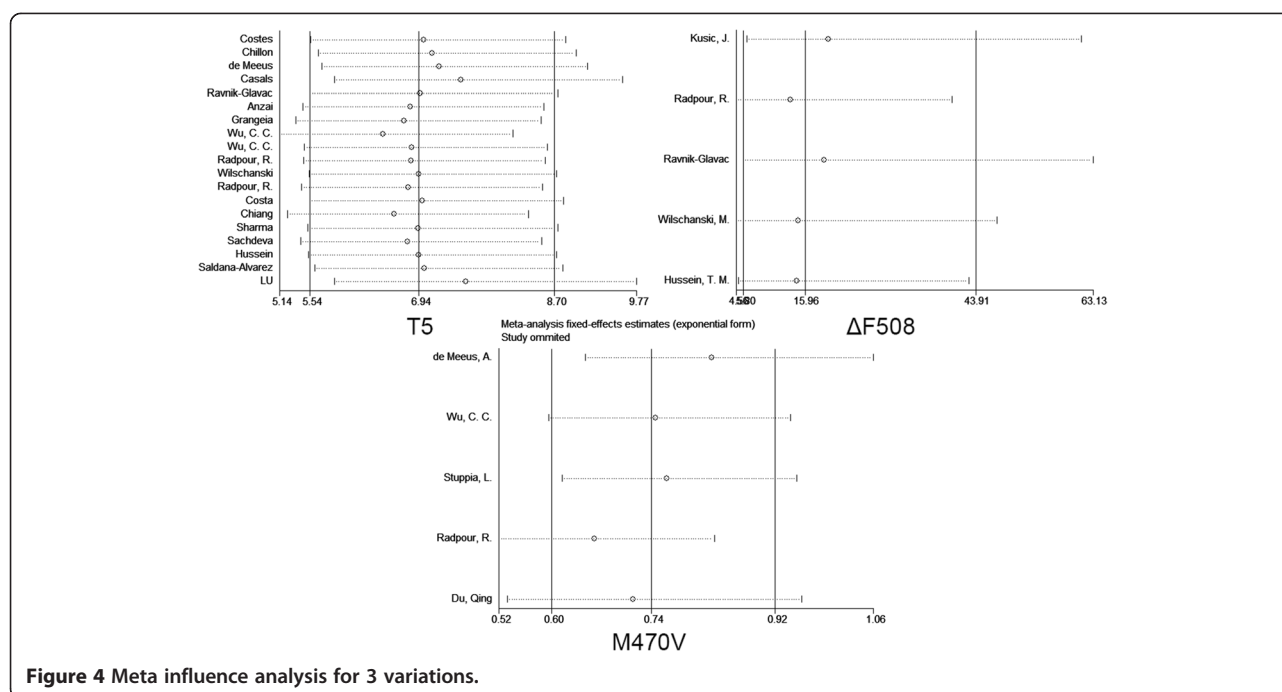 Costes
Chillon
de Meeus
Casals
Ravnik-Glavac
Anzai
Grangeia
Wu, C. C.
Wu, C. C.
Radpour, R.
Wilschanski
Radpour, R.
Costa
Chiang
Sharma
Sachdeva
Hussein
Saldana-Alvarez
LU
5.14 5.54 6.94 8.70 9.77
T5
Kusic, J.
Radpour, R.
Ravnik-Glavac
Wilschanski, M.
Hussein, T. M.
15.96 43.91 63.13
ΔF508
Meta-analysis fixed-effects estimates (exponential form)
Study ommited
de Meeus, A.
Wu, C. C.
Stuppia, L.
Radpour, R.
Du, Qing
0.52 0.60 0.74 0.92 1.06
M470V
Figure 4 Meta influence analysis for 3 variations.